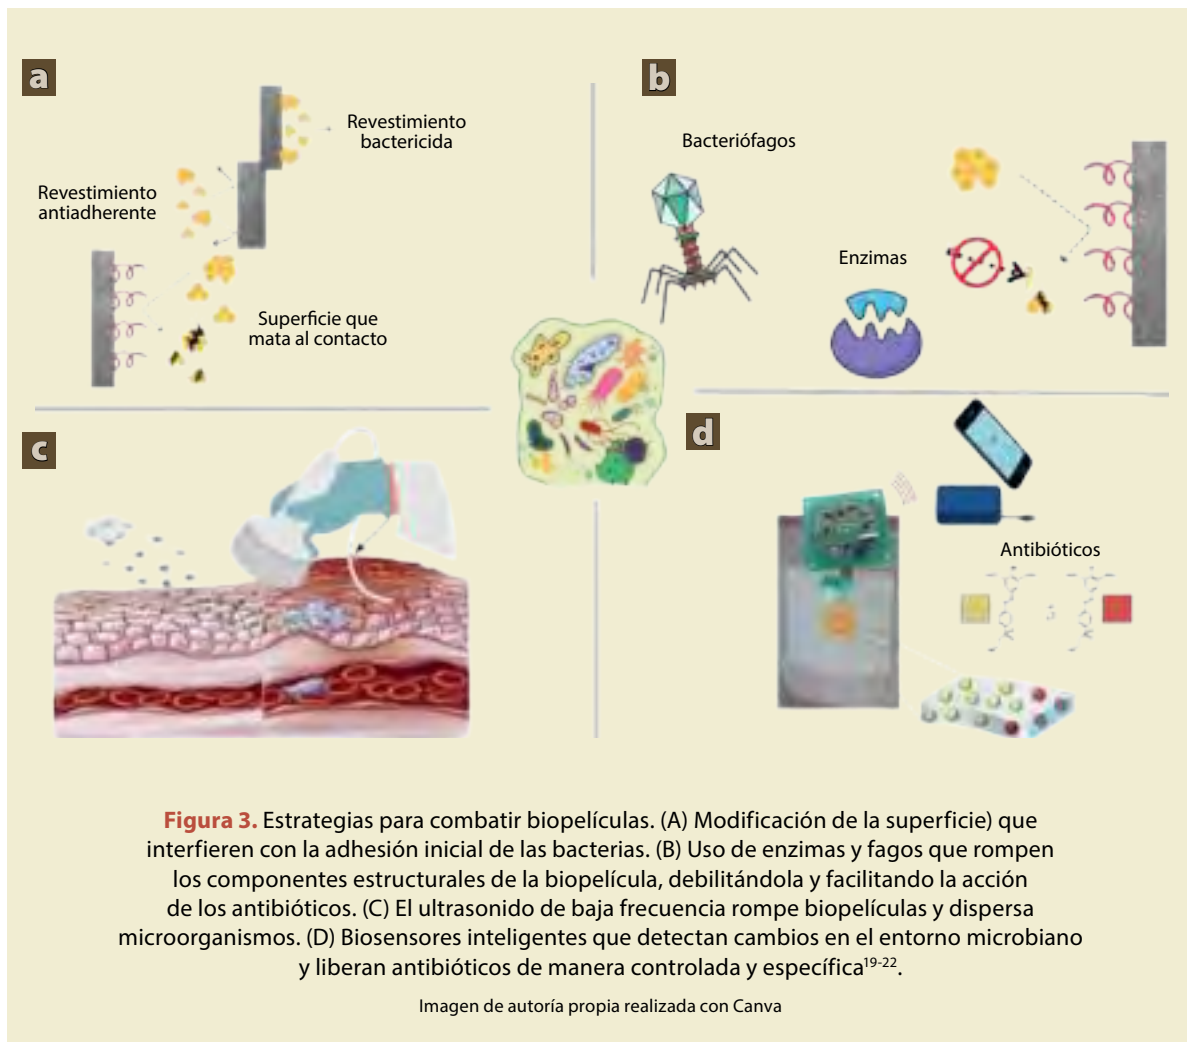 a
Revestimiento
bactericida
Revestimiento
antiadherente
Superficie que
mata al contacto
b
Bacteriófagos
Enzimas
c
d
Antibióticos
Figura 3. Estrategias para combatir biopelículas. (A) Modificación de la superficie) que
interfieren con la adhesión inicial de las bacterias. (B) Uso de enzimas y fagos que rompen
los componentes estructurales de la biopelícula, debilitándola y facilitando la acción
de los antibióticos. (C) El ultrasonido de baja frecuencia rompe biopelículas y dispersa
microorganismos. (D) Biosensores inteligentes que detectan cambios en el entorno microbiano
y liberan antibióticos de manera controlada y específica19-22.
Imagen de autoría propia realizada con Canva